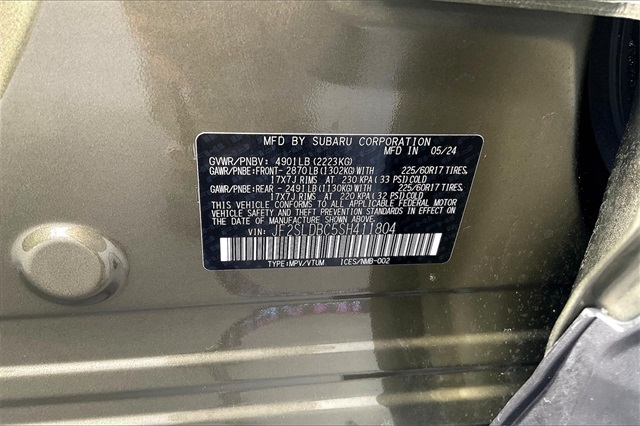 MFD BY SUBARU CORPORATION
MFD IN 05/24
GVWR/PNBV: 4901LB(2223KG)
GAWR/PNBE:FRONT- 2870LB(1302KG)WITH 225/60R17 TIRES,
17X7J RIMS AT 230 KPA(33 PSI)COLD
GAWR/PNBE:REAR - 2491LB(1130KG)WITH 225/60R17 TIRES,
17X7J RIMS AT 220 KPA(32 PSI)COLD
THIS VEHICLE CONFORMS TO ALL APPLICABLE FEDERAL MOTOR
VEHICLE SAFETY AND THEFT PREVENTION STANDARDS IN
EFFECT ON THE DATE OF MANUFACTURE SHOWN ABOVE.
VIN: JF2SLDBC5SH411804
TYPE:MPV/VTUM ICES/NMB-002